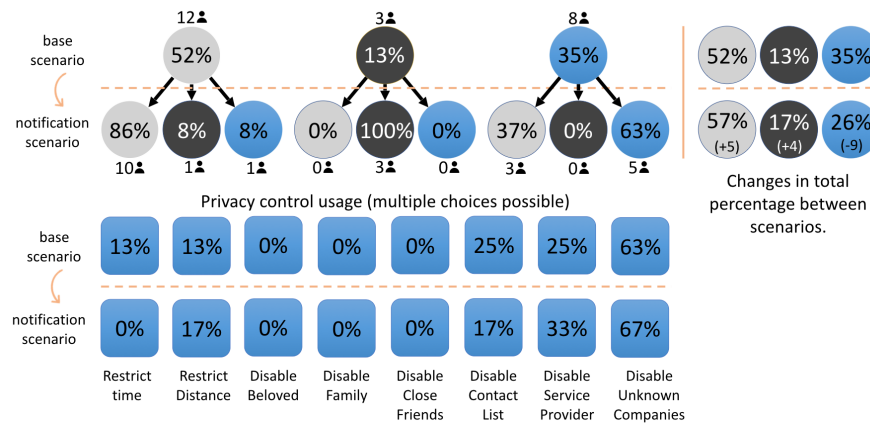 12 3 8
base
scenario
52% 13% 35% 52% 13% 35%
notification
scenario
86% 8% 8% 0% 100% 0% 37% 0% 63% 57% 17% 26%
(+5) (+4) (-9)
10 1 1 0 3 0 3 0 5
Changes in total
percentage between
scenarios.
Privacy control usage (multiple choices possible)
base
scenario
13% 13% 0% 0% 0% 25% 25% 63%
notification
scenario
0% 17% 0% 0% 0% 17% 33% 67%
Restrict
time
Restrict
Distance
Disable
Beloved
Disable
Family
Disable
Close
Friends
Disable
Contact
List
Disable
Service
Provider
Disable
Unknown
Companies